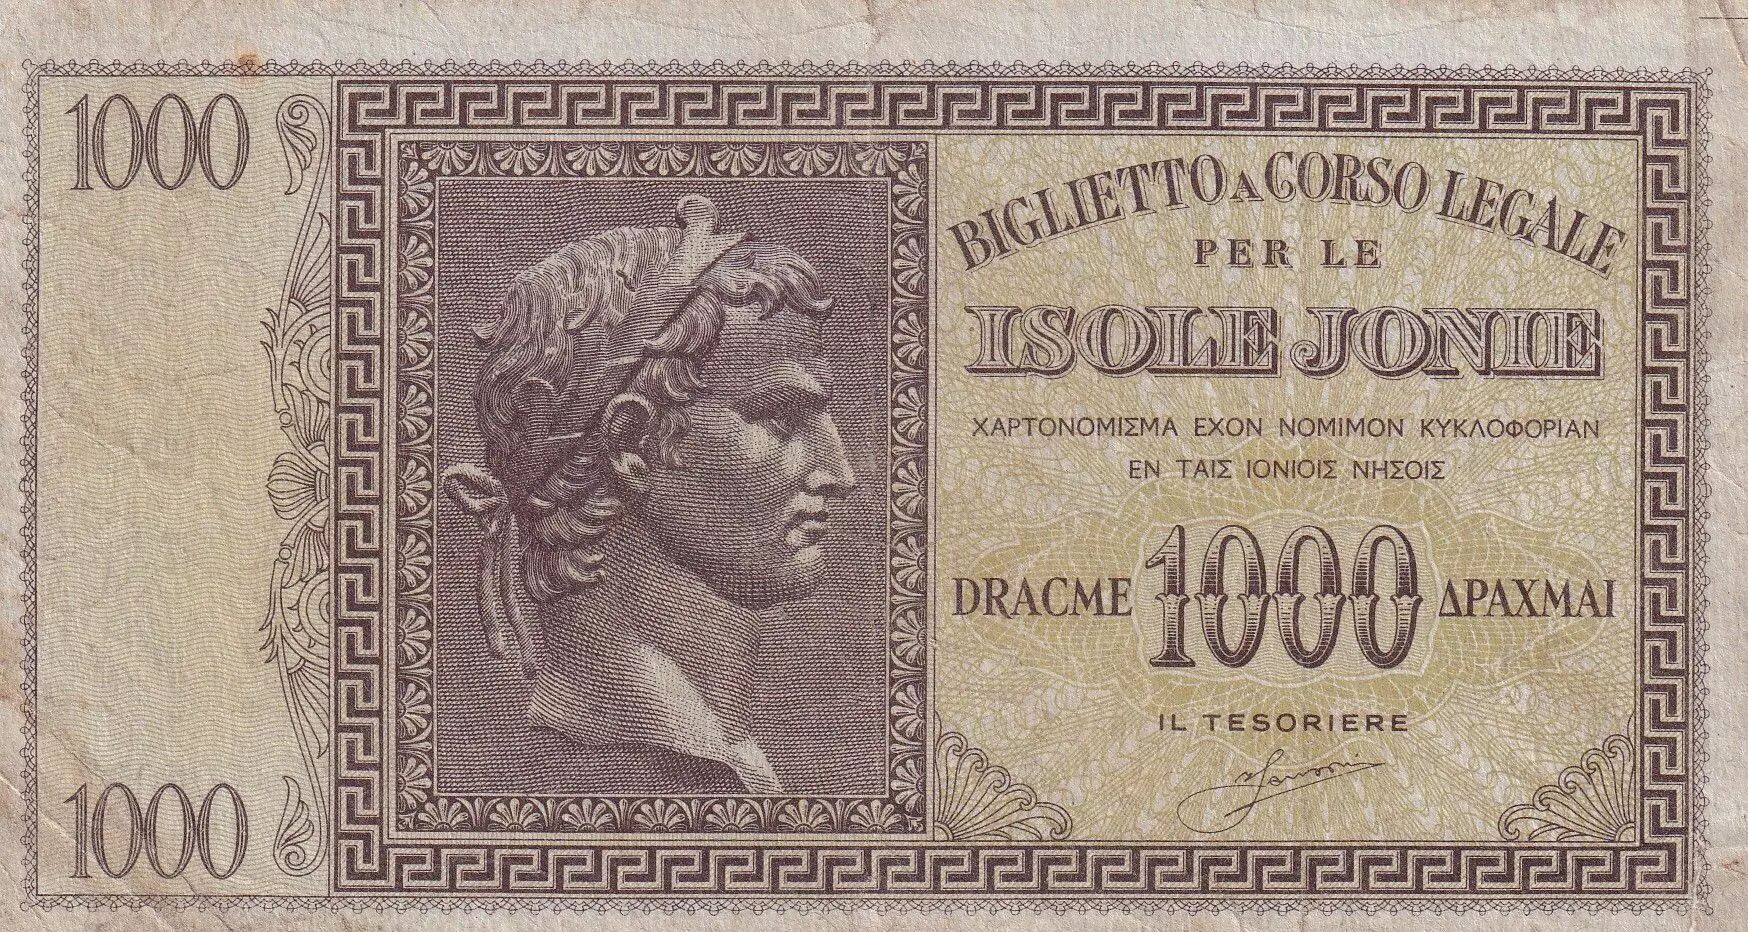 1000
BIGLIETTO A CORSO LEGALE
PER LE
ISOLE JONIE
ΧΑΡΤΟΝΟΜΙΣΜΑ ΕΧΟΝ ΝΟΜΙΜΟΝ ΚΥΚΛΟΦΟΡΙΑΝ
ΕΝ ΤΑΙΣ ΙΟΝΙΟΙΣ ΝΗΣΟΙΣ
DRACME 1000 ΔΡΑΧΜΑΙ
IL TESORIERE
1000